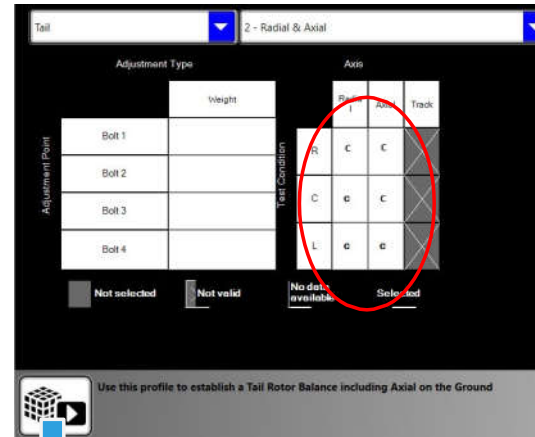 Tail
2 - Radial & Axial
Adjustment Type
Axis
Weight
Radia
l
Axial
Track
Adjustment Point
Test Condition
Bolt 1
R C C
Bolt 2
C C C
Bolt 3
L C C
Bolt 4
Not selected
Not valid
No data
available
Selected
Use this profile to establish a Tail Rotor Balance including Axial on the Ground